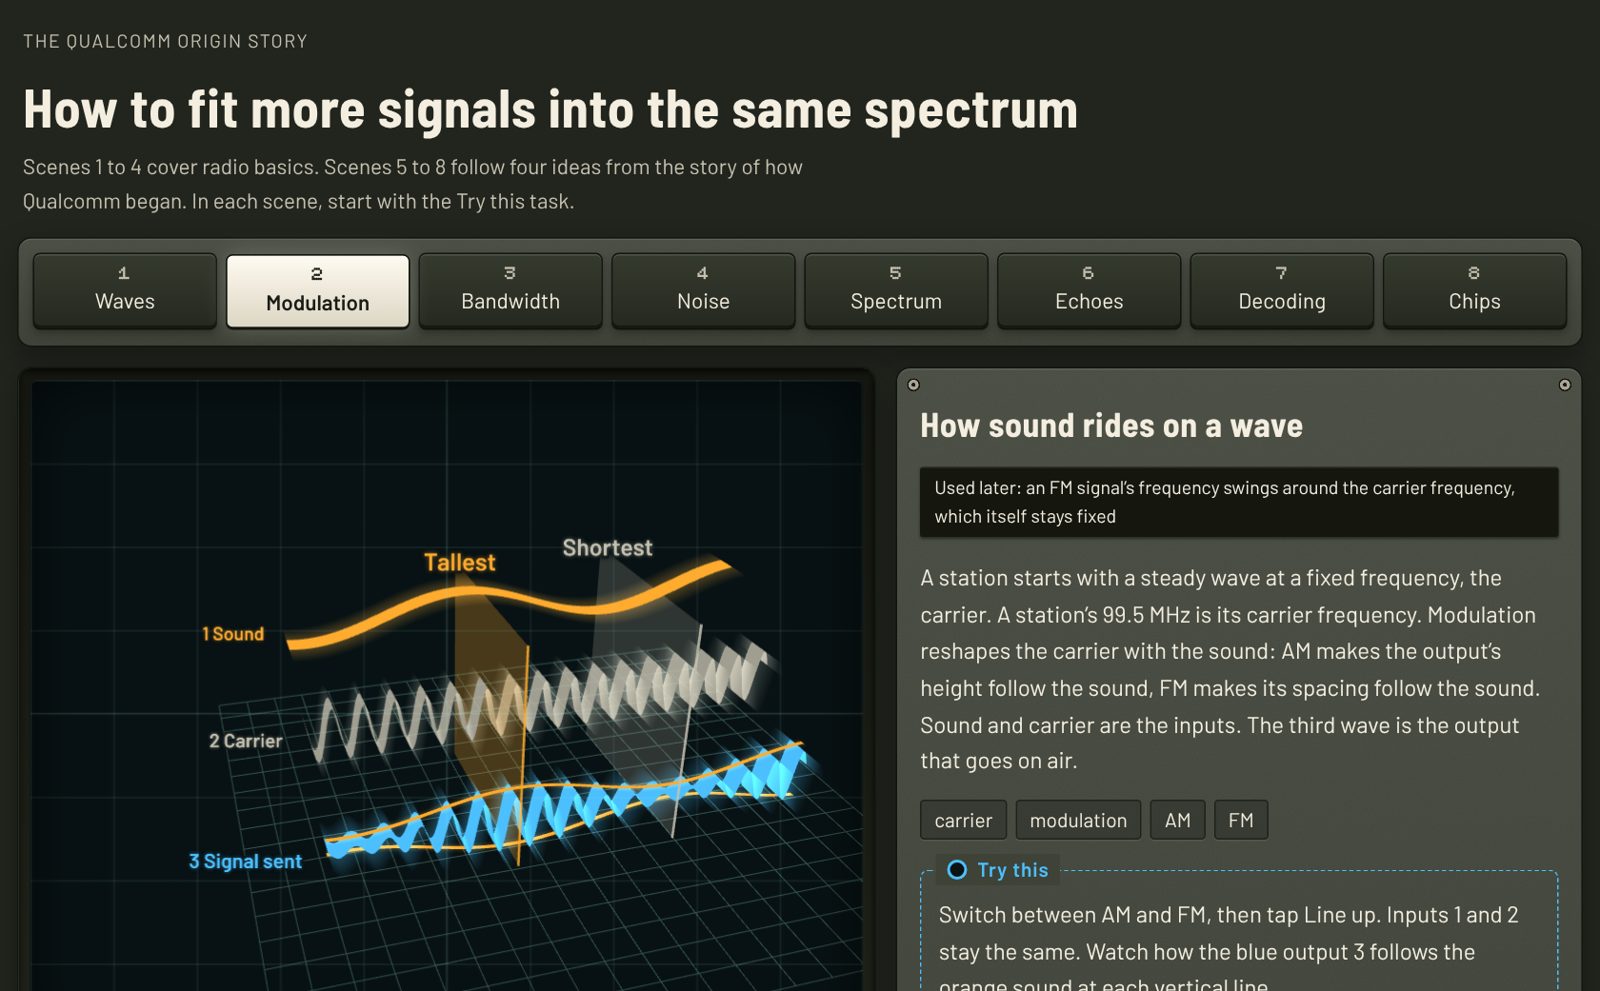 THE QUALCOMM ORIGIN STORY
How to fit more signals into the same spectrum
Scenes 1 to 4 cover radio basics. Scenes 5 to 8 follow four ideas from the story of how
Qualcomm began. In each scene, start with the Try this task.
1
Waves
2
Modulation
3
Bandwidth
4
Noise
5
Spectrum
6
Echoes
7
Decoding
8
Chips
Tallest
Shortest
1 Sound
2 Carrier
3 Signal sent
How sound rides on a wave
Used later: an FM signal's frequency swings around the carrier frequency,
which itself stays fixed
A station starts with a steady wave at a fixed frequency, the
carrier. A station's 99.5 MHz is its carrier frequency. Modulation
reshapes the carrier with the sound: AM makes the output's
height follow the sound, FM makes its spacing follow the sound.
Sound and carrier are the inputs. The third wave is the output
that goes on air.
carrier
modulation
AM
FM
Try this
Switch between AM and FM, then tap Line up. Inputs 1 and 2
stay the same. Watch how the blue output 3 follows the
orange sound at each vertical line